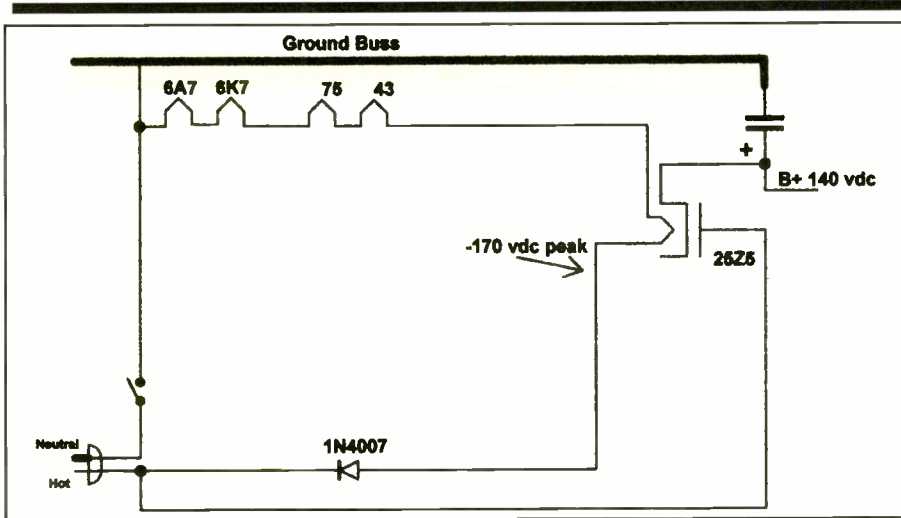 Ground Buss
6A7 6K7 75 43
+
B+ 140 vdc
-170 vdc peak
25Z5
1N4007
Neutral
Hot